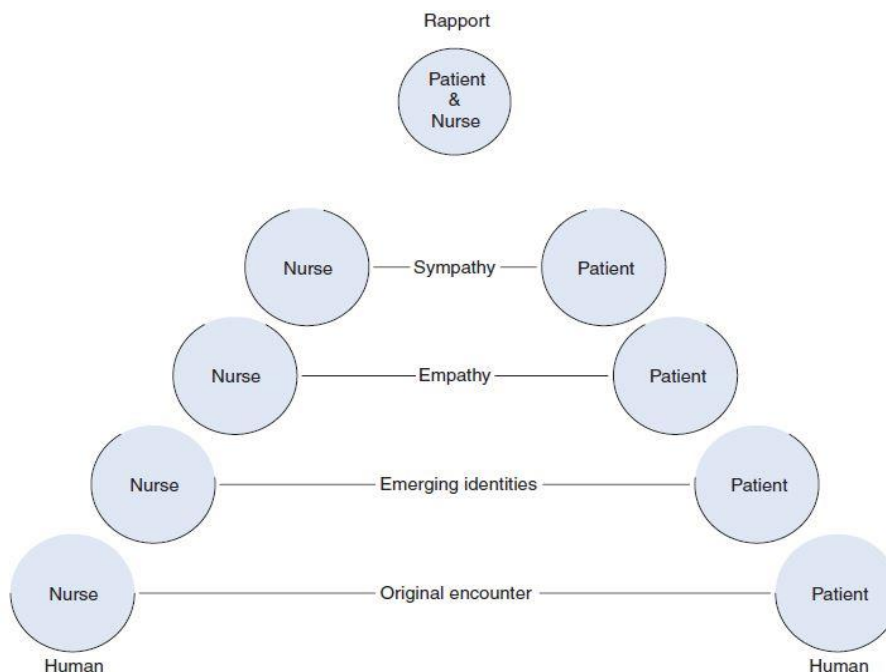 Rapport
Patient
&
Nurse
Nurse Sympathy Patient
Nurse Empathy Patient
Nurse Emerging identities Patient
Nurse Original encounter Patient
Human Human